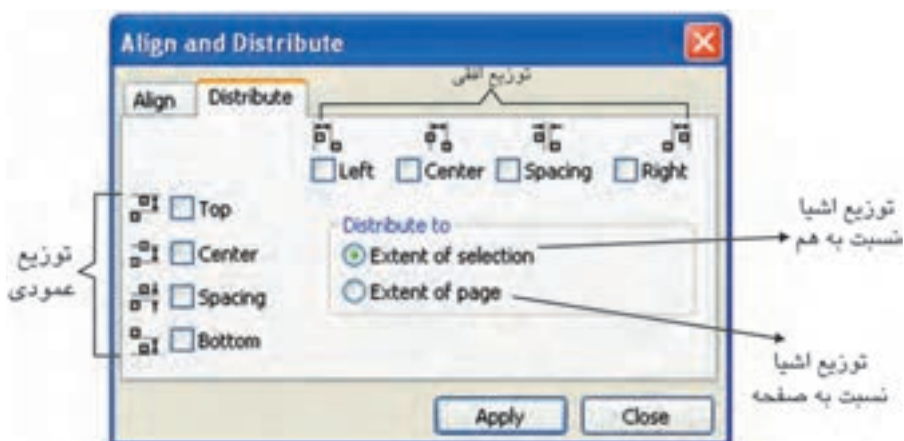 Align and Distribute
Align
Distribute
توزیع افقی
Left
Center
Spacing
Right
Top
Center
Spacing
Bottom
توزیع
عمودی
Distribute to
Extent of selection
Extent of page
توزیع اشیا
نسبت به هم
توزیع اشیا
نسبت به صفحه
Apply
Close